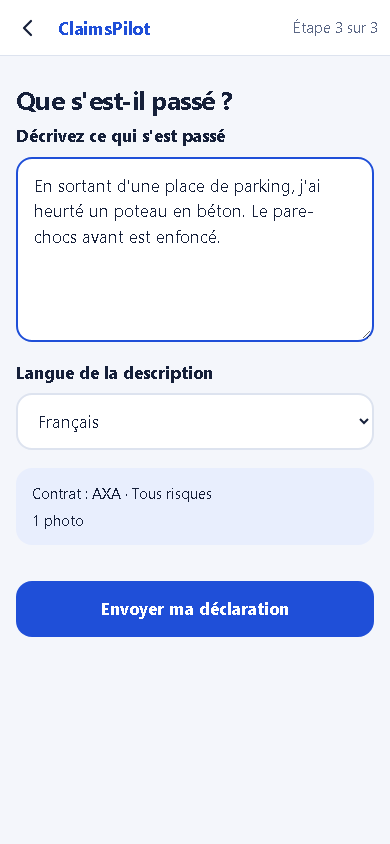 ClaimsPilot
Étape 3 sur 3
Que s'est-il passé ?
Décrivez ce qui s'est passé
En sortant d'une place de parking, j'ai
heurté un poteau en béton. Le pare-
chocs avant est enfoncé.
Langue de la description
Français
Contrat : AXA · Tous risques
1 photo
Envoyer ma déclaration